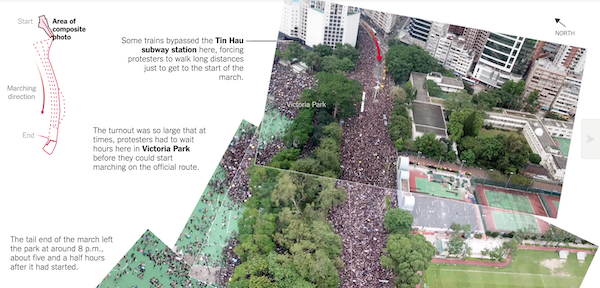 Start
Area of
composite
photo
Marching
direction
End
Some trains bypassed the Tin Hau
subway station here, forcing
protesters to walk long distances
just to get to the start of the
march.
NORTH
Victoria Park
The turnout was so large that at
times, protesters had to wait
hours here in Victoria Park
before they could start
marching on the official route.
The tail end of the march left
the park at around 8 p.m.,
about five and a half hours
after it had started.